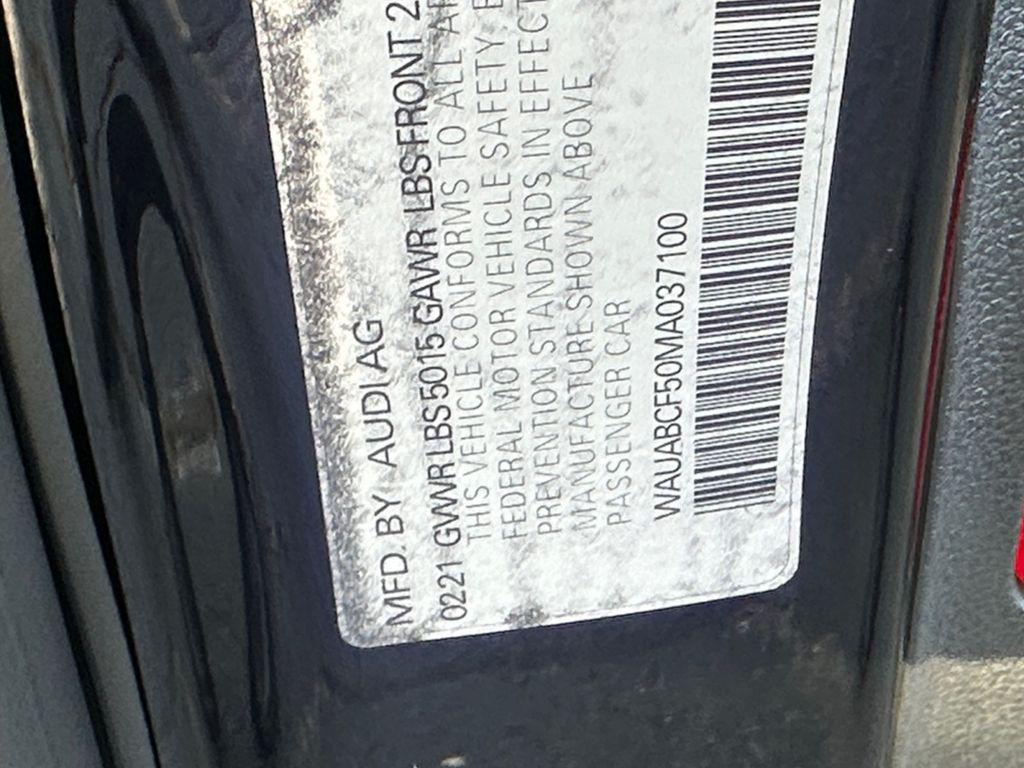 MFD. BY AUDI AG
0221 GWWR LBS 5015 GAWR LBS FRONT 2
THIS VEHICLE CONFORMS TO ALL
FEDERAL MOTOR VEHICLE SAFETY
PREVENTION STANDARDS IN EFFECT
MANUFACTURE SHOWN ABOVE
PASSENGER CAR
WAUABCF50MA037100